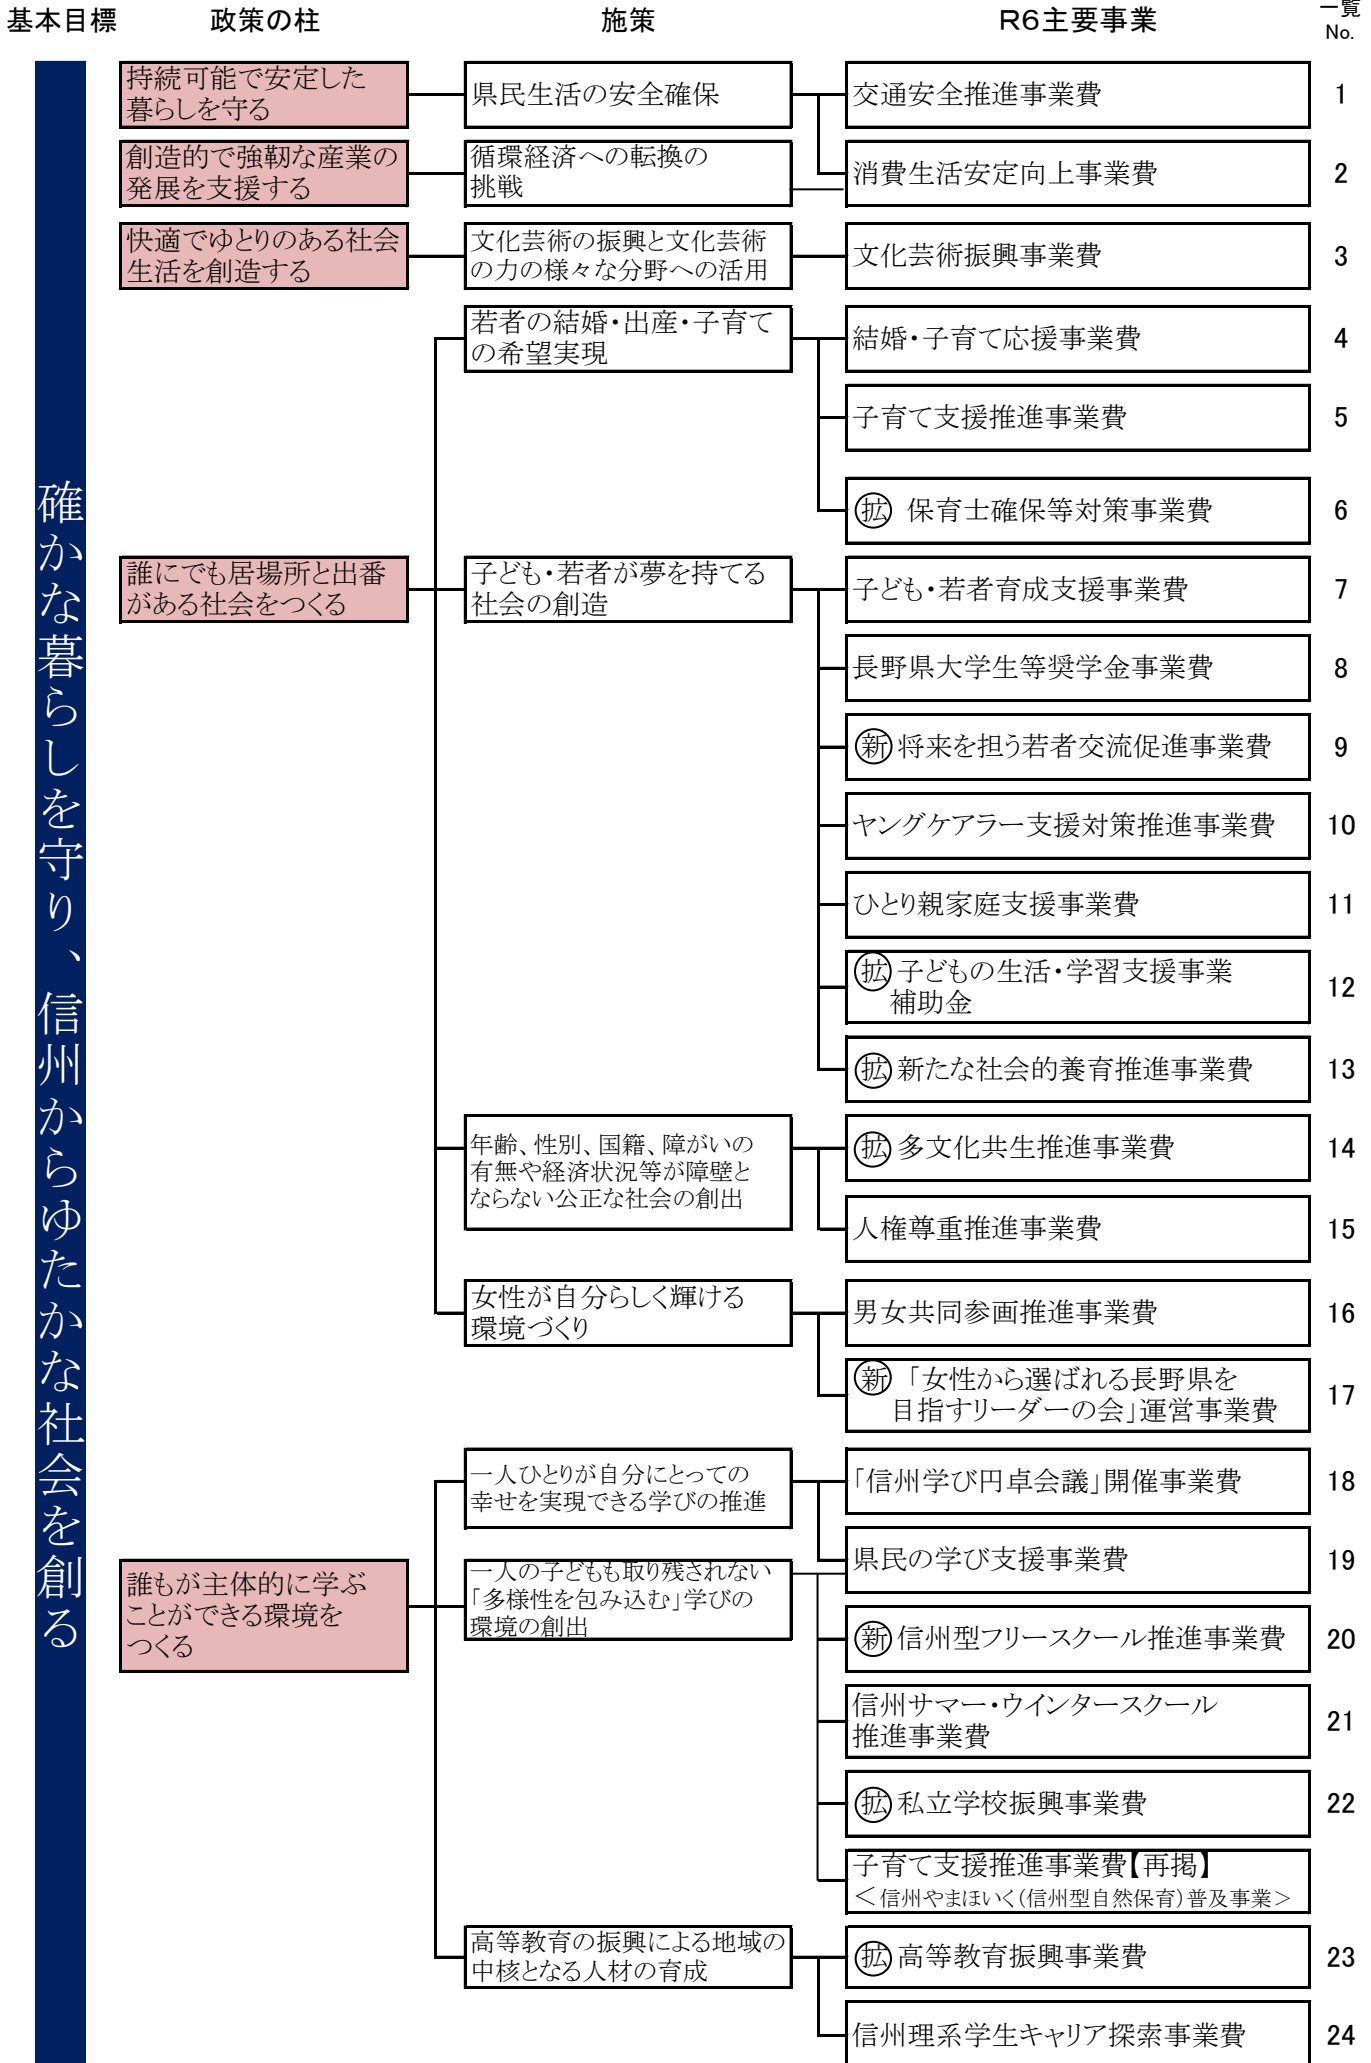 基本目標
政策の柱
施策
R6主要事業
一覧
No.
確かな暮らしを守り、信州からゆたかな社会を創る
持続可能で安定した
暮らしを守る
県民生活の安全確保
交通安全推進事業費
1
創造的で強靭な産業の
発展を支援する
循環経済への転換の
挑戦
消費生活安定向上事業費
2
快適でゆとりのある社会
生活を創造する
文化芸術の振興と文化芸術
の力の様々な分野への活用
文化芸術振興事業費
3
若者の結婚・出産・子育て
の希望実現
結婚・子育て応援事業費
4
子育て支援推進事業費
5
拡 保育士確保等対策事業費
6
誰にでも居場所と出番
がある社会をつくる
子ども・若者が夢を持てる
社会の創造
子ども・若者育成支援事業費
7
長野県大学生等奨学金事業費
8
新 将来を担う若者交流促進事業費
9
ヤングケアラー支援対策推進事業費
10
ひとり親家庭支援事業費
11
拡 子どもの生活・学習支援事業
補助金
12
拡 新たな社会的養育推進事業費
13
年齢、性別、国籍、障がいの
有無や経済状況等が障壁と
ならない公正な社会の創出
拡 多文化共生推進事業費
14
人権尊重推進事業費
15
女性が自分らしく輝ける
環境づくり
男女共同参画推進事業費
16
新 「女性から選ばれる長野県を
目指すリーダーの会」運営事業費
17
一人ひとりが自分にとっての
幸せを実現できる学びの推進
「信州学び円卓会議」開催事業費
18
県民の学び支援事業費
19
誰もが主体的に学ぶ
ことができる環境を
つくる
一人の子どもも取り残されない
「多様性を包み込む」学びの
環境の創出
新 信州型フリースクール推進事業費
20
信州サマー・ウインタースクール
推進事業費
21
拡 私立学校振興事業費
22
子育て支援推進事業費【再掲】
＜信州やまほいく(信州型自然保育)普及事業＞
高等教育の振興による地域の
中核となる人材の育成
拡 高等教育振興事業費
23
信州理系学生キャリア探索事業費
24